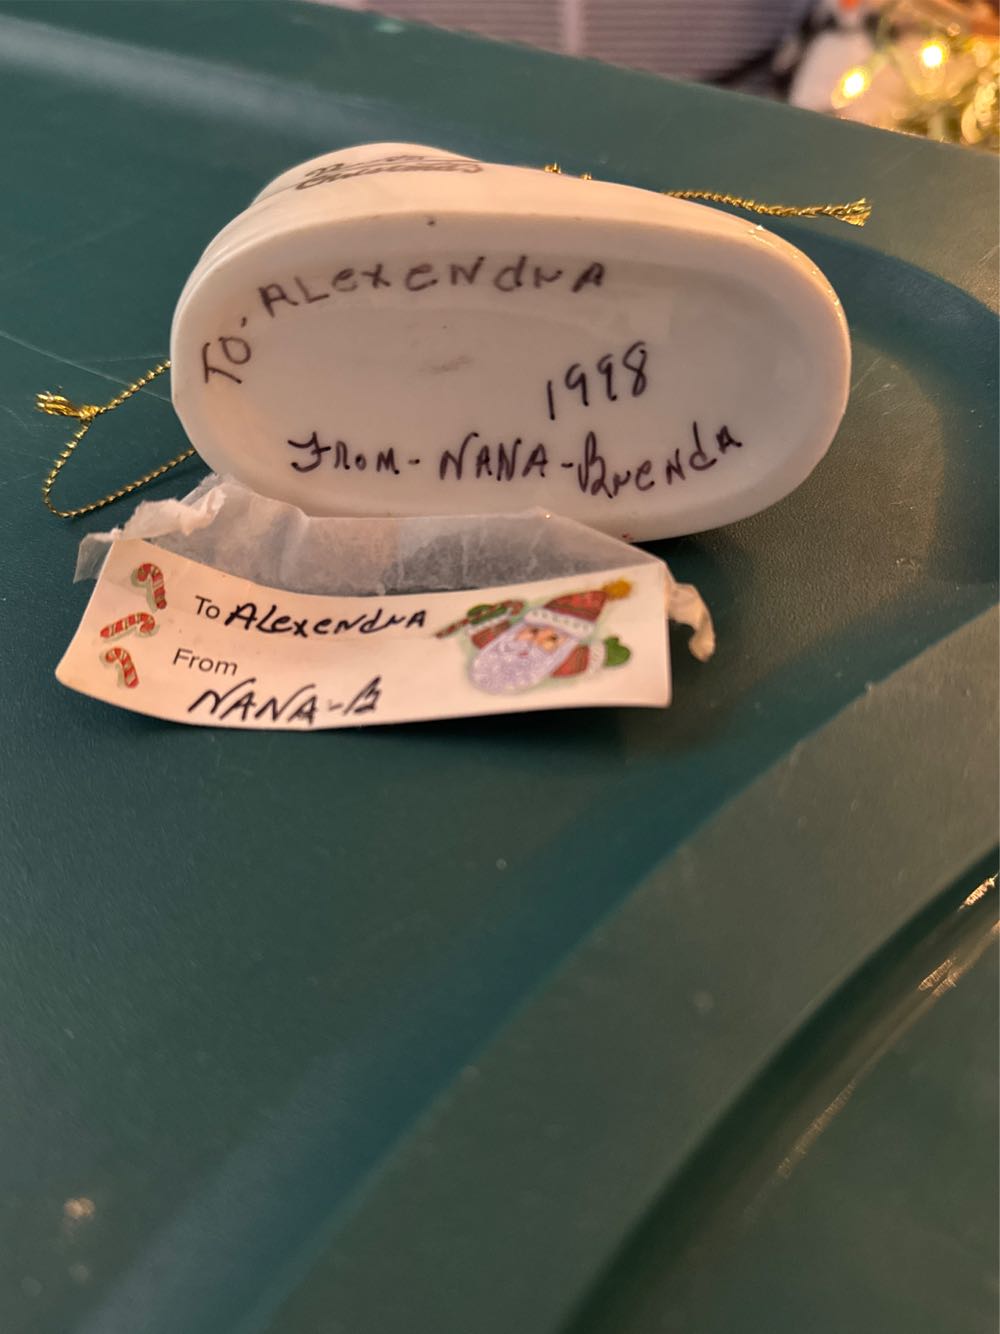 TO- ALexeNdRA
1998
FROM- NANA-BReNdA
To ALexeNdRA
From
NANA-B